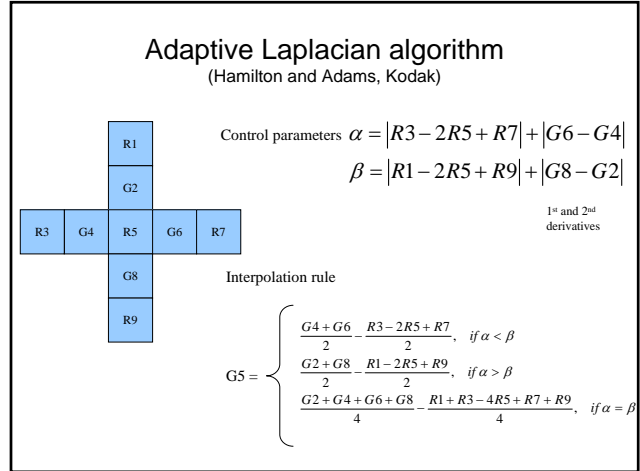 Adaptive Laplacian algorithm
(Hamilton and Adams, Kodak)
R1
G2
R3 G4 R5 G6 R7
G8
R9
Control parameters α = |R3 − 2R5 + R7| + |G6 − G4|
β = |R1 − 2R5 + R9| + |G8 − G2|
1st and 2nd
derivatives
Interpolation rule
G5 =
(G4 + G6)/2 − (R3 − 2R5 + R7)/2, if α < β
(G2 + G8)/2 − (R1 − 2R5 + R9)/2, if α > β
(G2 + G4 + G6 + G8)/4 − (R1 + R3 − 4R5 + R7 + R9)/4, if α = β